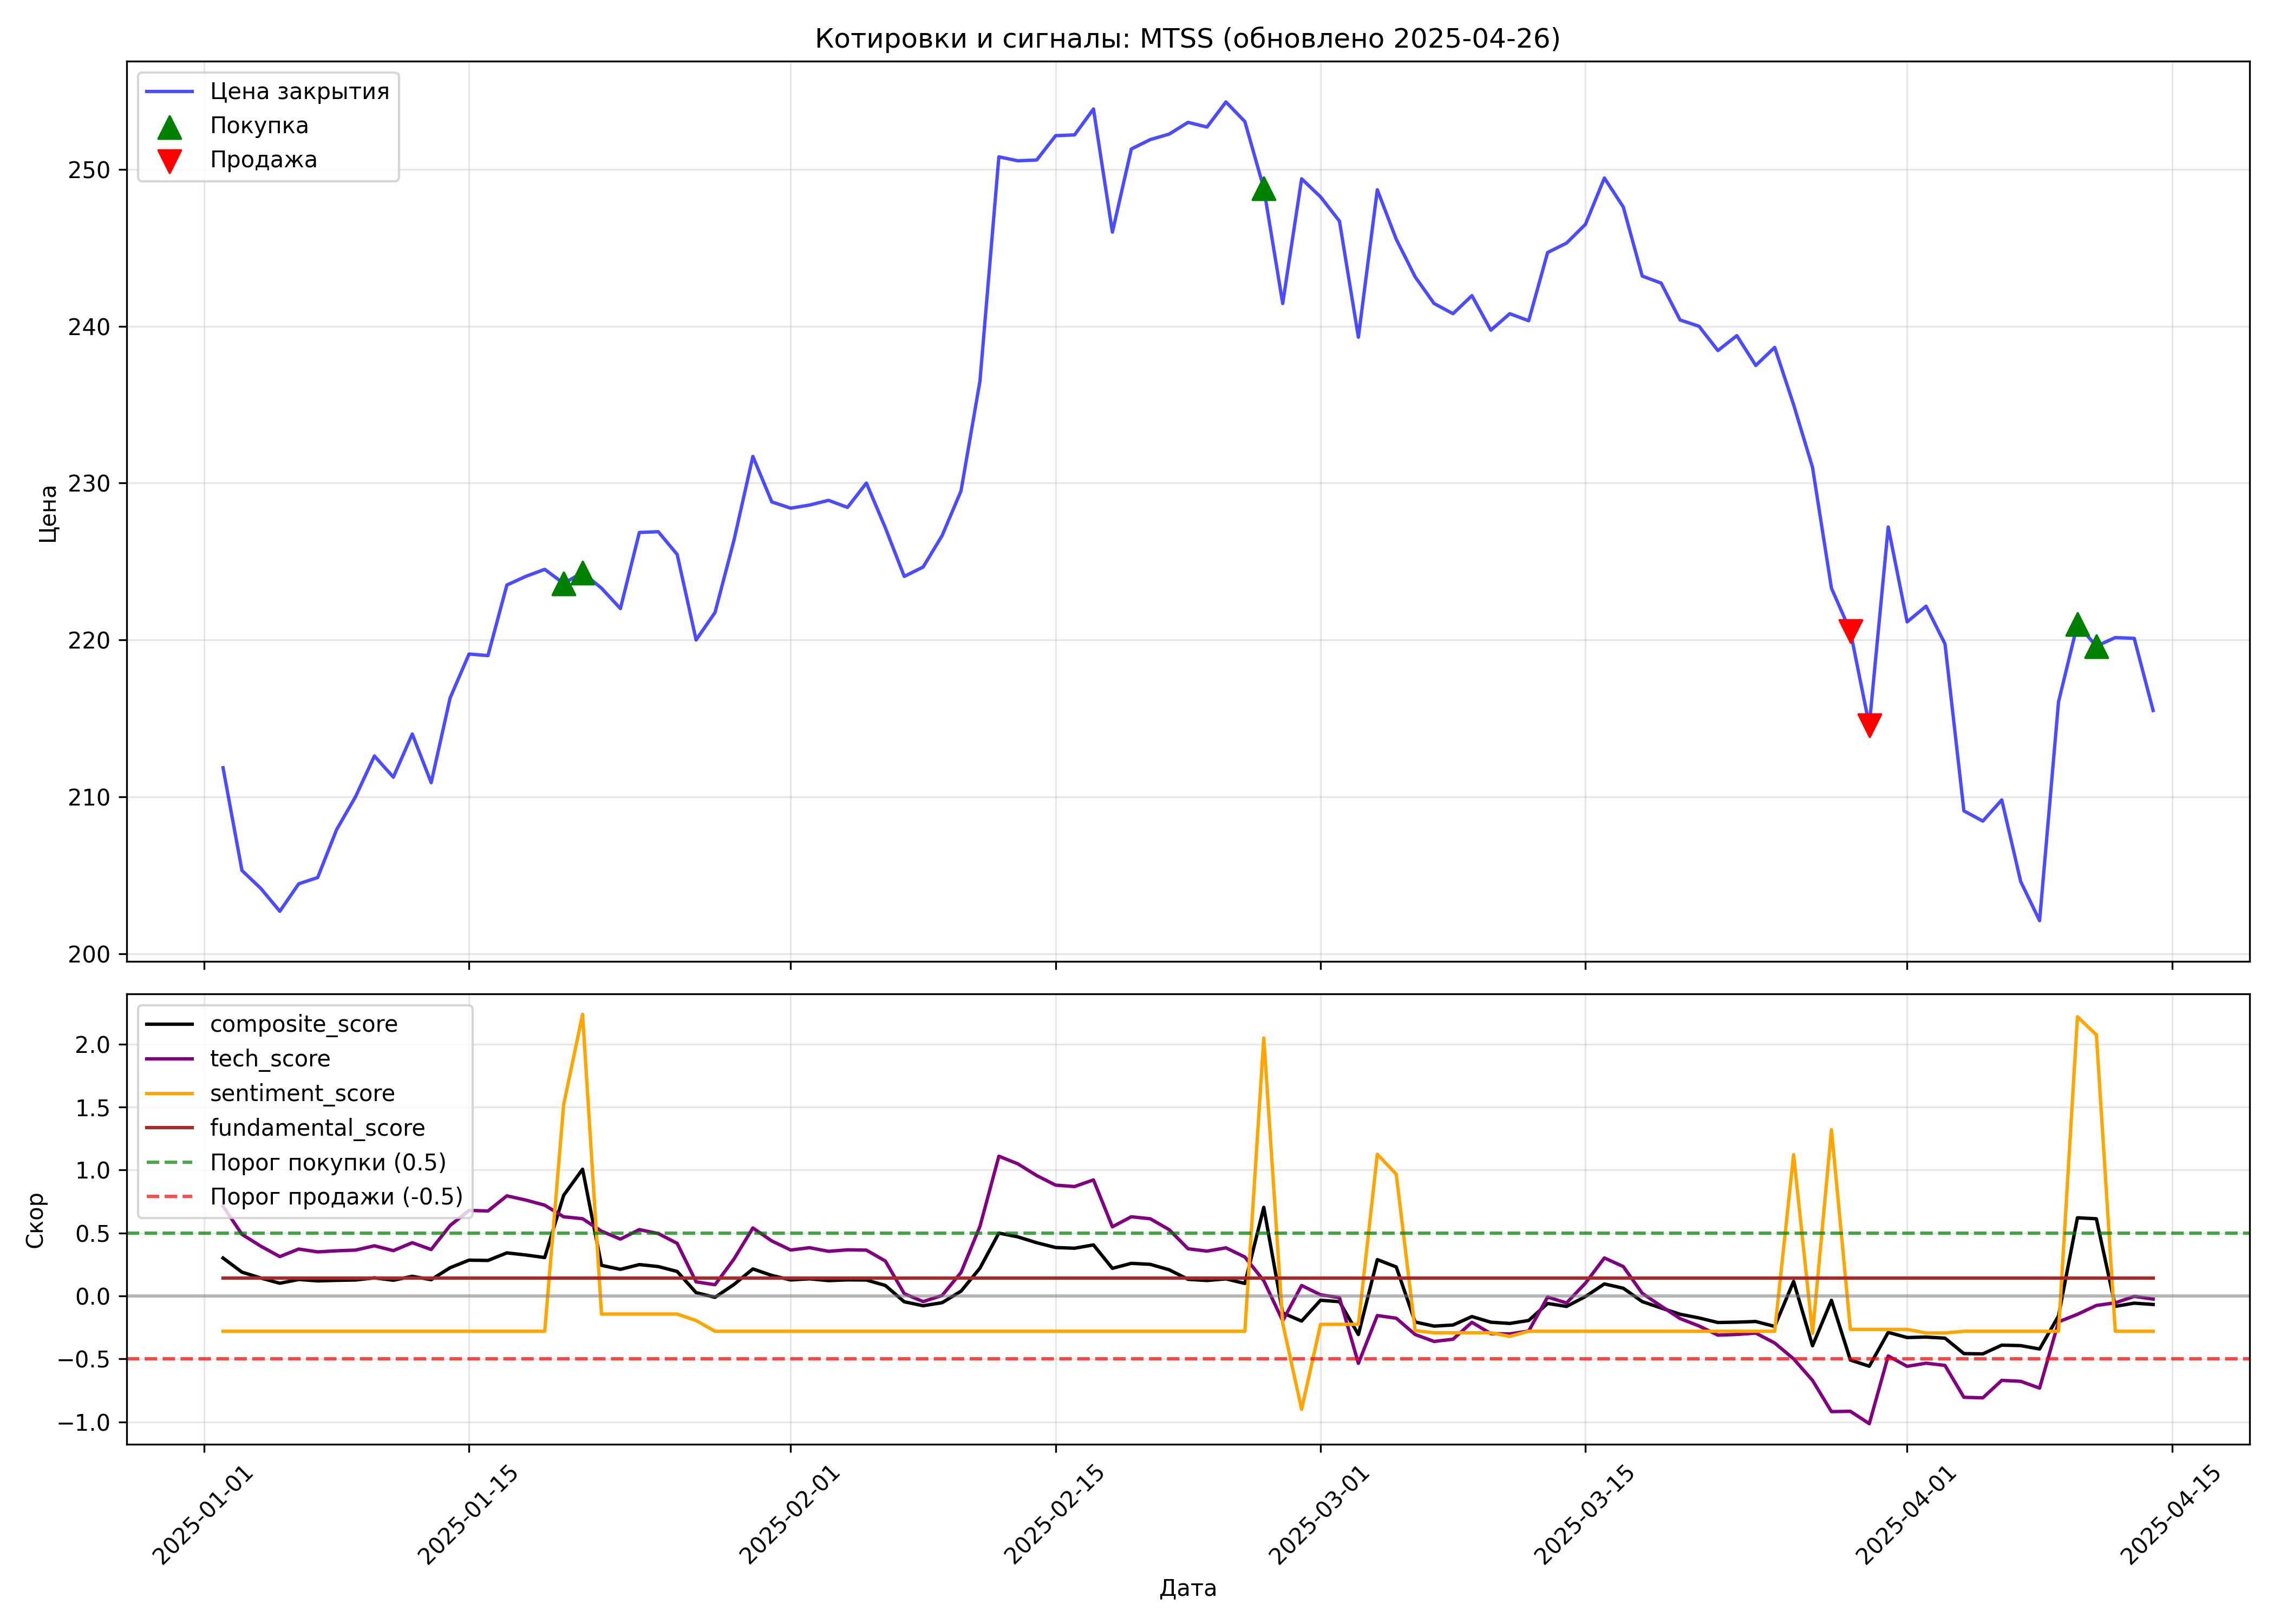 Котировки и сигналы: MTSS (обновлено 2025-04-26)
Цена закрытия
Покупка
Продажа
Цена
250
240
230
220
210
200
composite_score
tech_score
sentiment_score
fundamental_score
Порог покупки (0.5)
Порог продажи (-0.5)
Скор
2.0
1.5
1.0
0.5
0.0
−0.5
−1.0
2025-01-01
2025-01-15
2025-02-01
2025-02-15
2025-03-01
2025-03-15
2025-04-01
2025-04-15
Дата